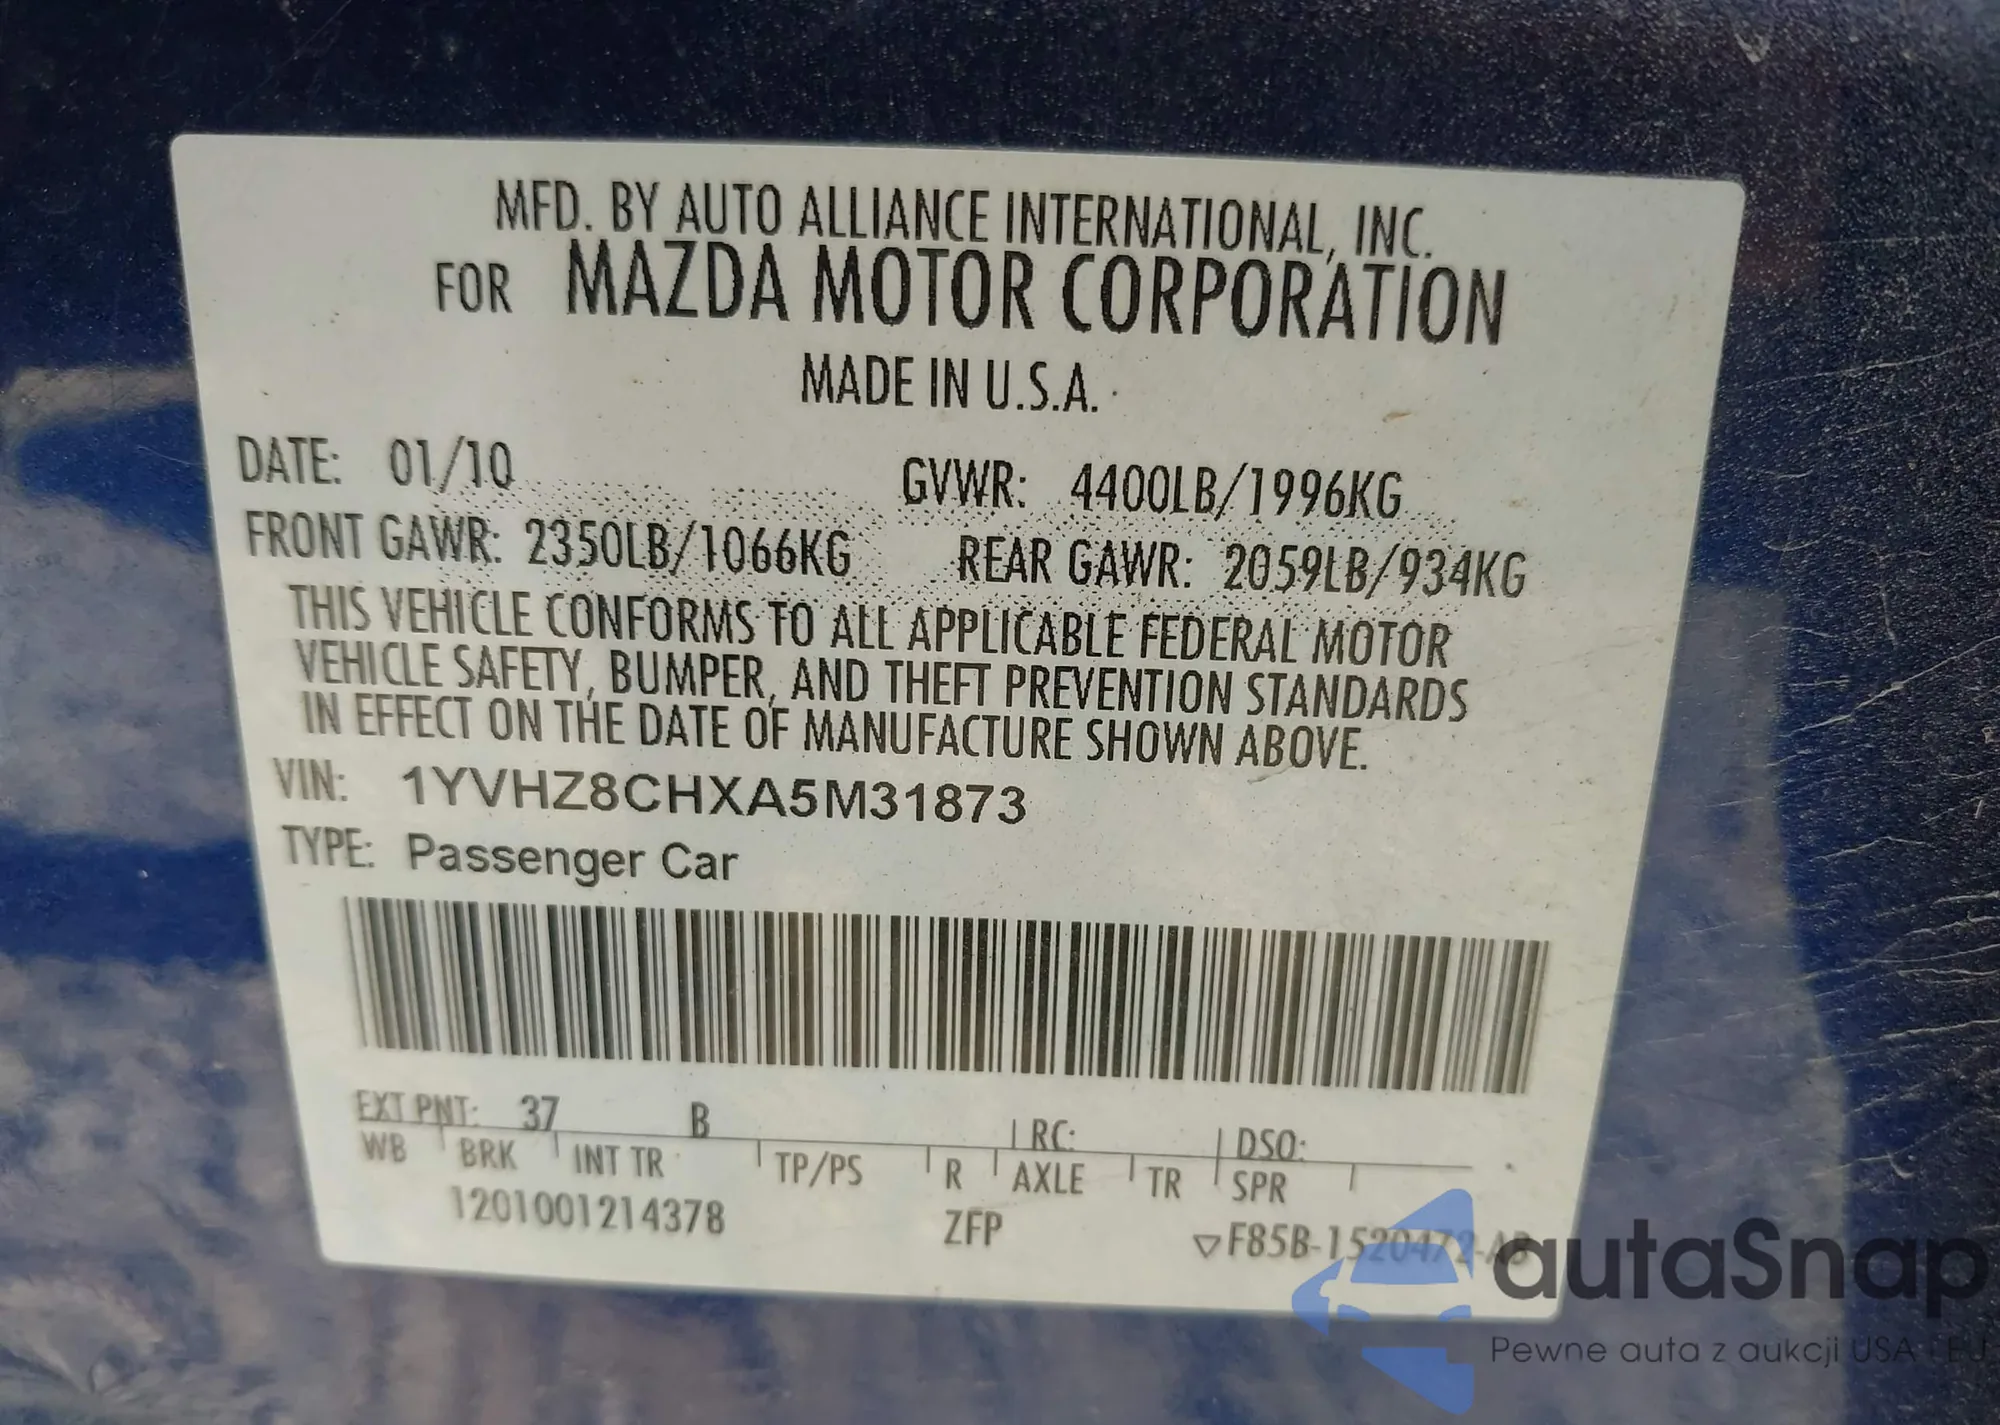 MFD. BY AUTO ALLIANCE INTERNATIONAL, INC.
FOR MAZDA MOTOR CORPORATION
MADE IN U.S.A.
DATE: 01/10 GVWR: 4400LB/1996KG
FRONT GAWR: 2350LB/1066KG REAR GAWR: 2059LB/934KG
THIS VEHICLE CONFORMS TO ALL APPLICABLE FEDERAL MOTOR
VEHICLE SAFETY, BUMPER, AND THEFT PREVENTION STANDARDS
IN EFFECT ON THE DATE OF MANUFACTURE SHOWN ABOVE.
VIN: 1YVHZ8CHXA5M31873
TYPE: Passenger Car
EXT PNT: 37 B RC: DSO:
WB BRK INT TR TP/PS R AXLE TR SPR
1201001214378 ZFP ▽F85B-1520472-AB
autaSnap
Pewne auta z aukcji USA i EU